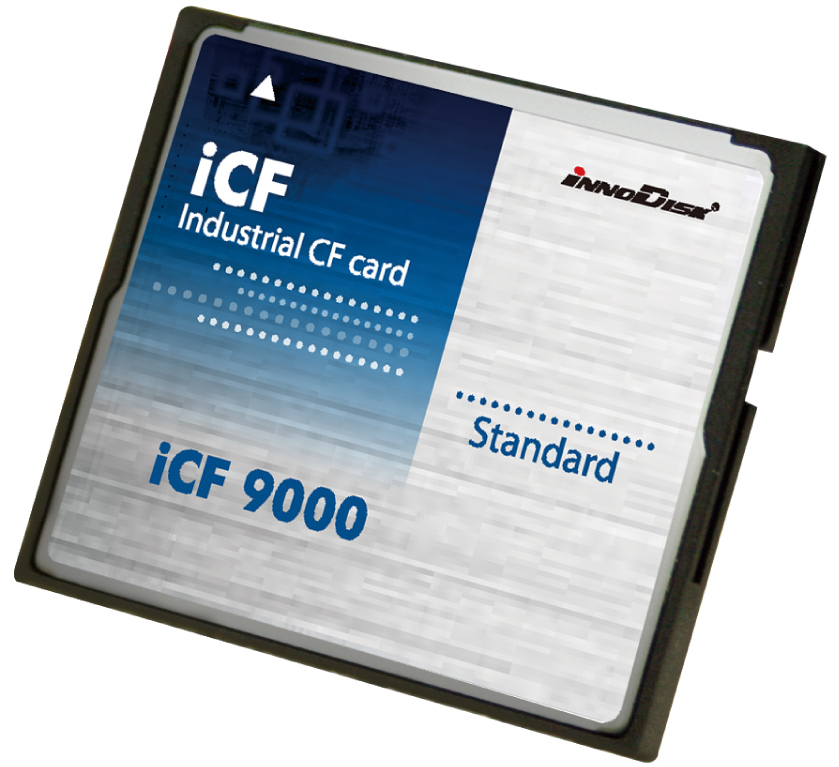 iCF
Industrial CF card
INNODISK
Standard
iCF 9000